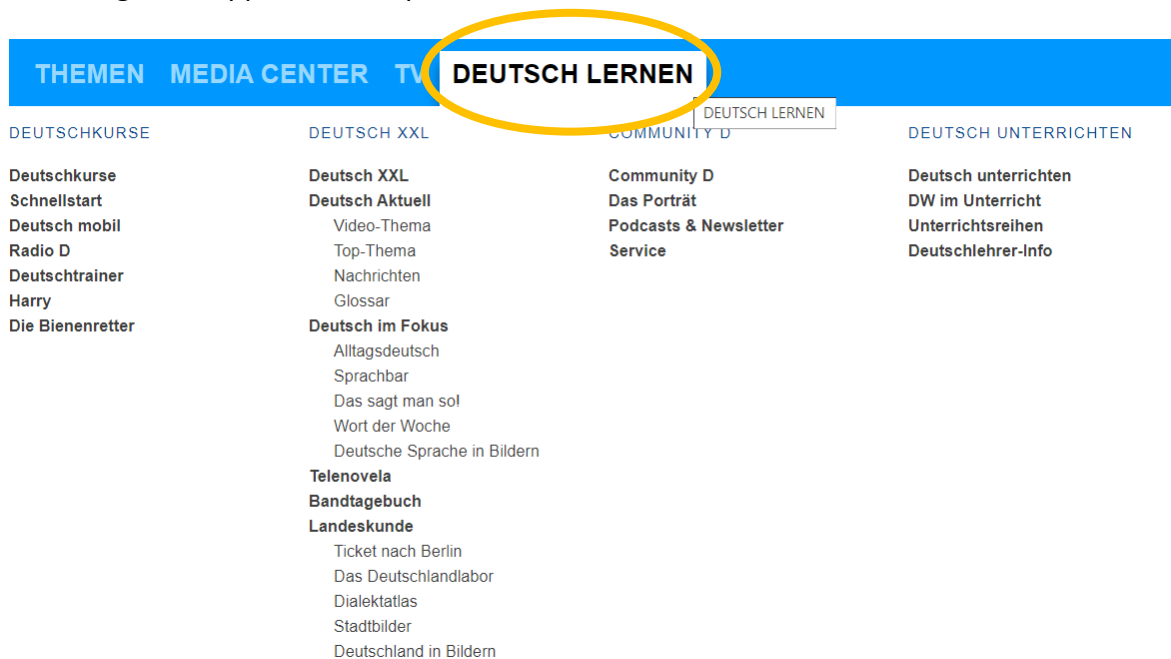 THEMEN MEDIA CENTER TV DEUTSCH LERNEN
DEUTSCH LERNEN
DEUTSCHKURSE
Deutschkurse
Schnellstart
Deutsch mobil
Radio D
Deutschtrainer
Harry
Die Bienenretter
DEUTSCH XXL
Deutsch XXL
Deutsch Aktuell
Video-Thema
Top-Thema
Nachrichten
Glossar
Deutsch im Fokus
Alltagsdeutsch
Sprachbar
Das sagt man so!
Wort der Woche
Deutsche Sprache in Bildern
Telenovela
Bandtagebuch
Landeskunde
Ticket nach Berlin
Das Deutschlandlabor
Dialektatlas
Stadtbilder
Deutschland in Bildern
COMMUNITY D
Community D
Das Porträt
Podcasts & Newsletter
Service
DEUTSCH UNTERRICHTEN
Deutsch unterrichten
DW im Unterricht
Unterrichtsreihen
Deutschlehrer-Info